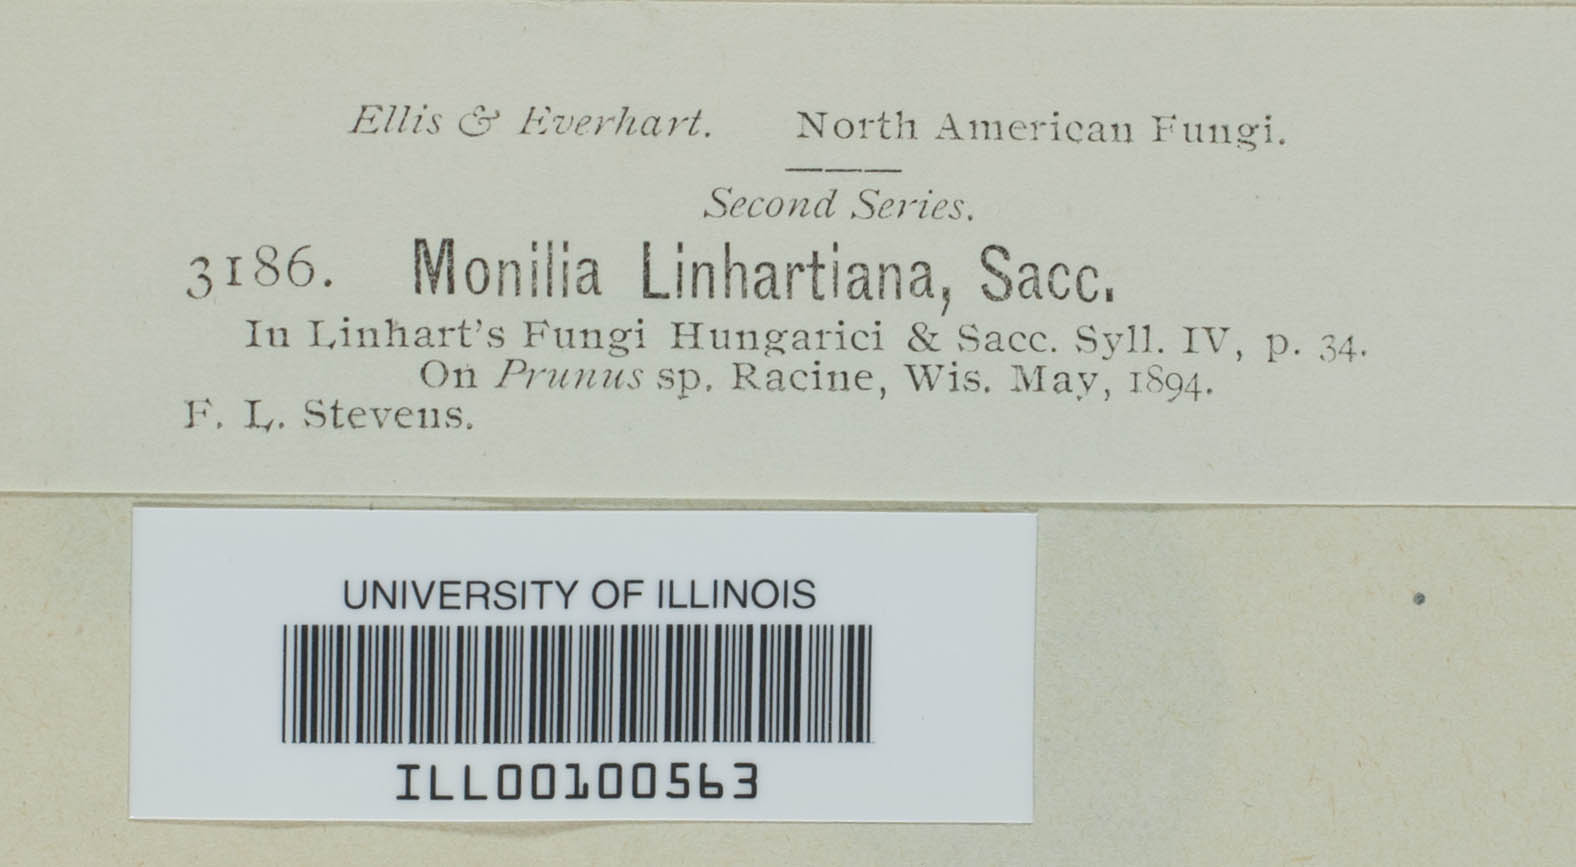 Ellis & Everhart. North American Fungi.
Second Series.
3186. Monilia Linhartiana, Sacc.
In Linhart's Fungi Hungarici & Sacc. Syll. IV, p. 34.
On Prunus sp. Racine, Wis. May, 1894.
F. L. Stevens.
UNIVERSITY OF ILLINOIS
ILL00100563